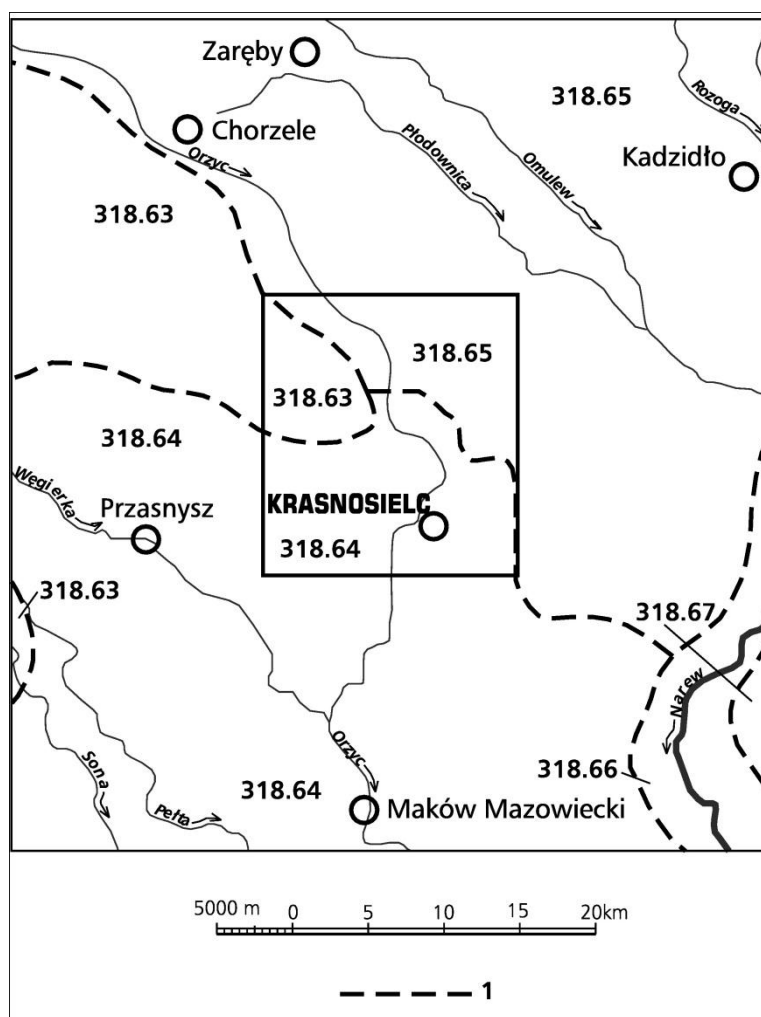 Zaręby
318.65
Rozoga
Chorzele
Orzyc
Płodownica
Omulew
Kadzidło
318.63
318.65
318.63
318.64
Węgierka
Przasnysz
KRASNOSIELC
318.64
318.63
318.67
Narew
Sona
Pełta
318.64
Orzyc
318.66
Maków Mazowiecki
5000 m 0 5 10 15 20km
1